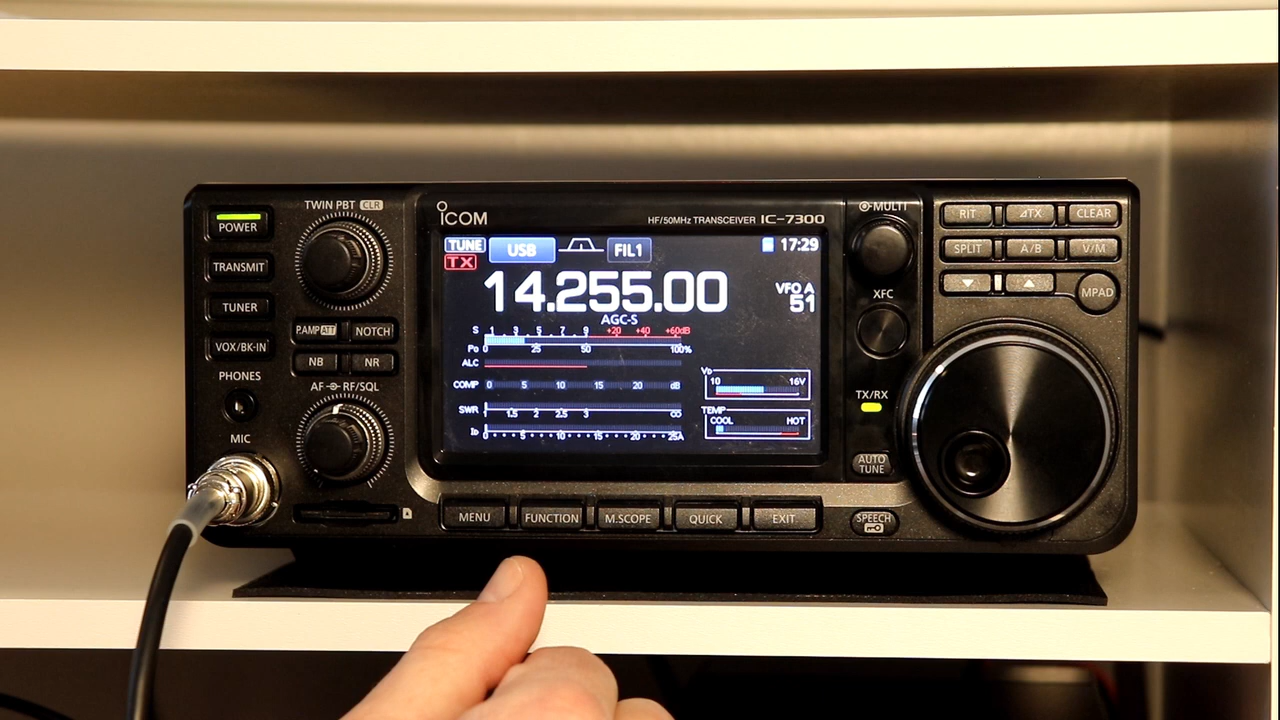 POWER
TRANSMIT
TUNER
VOX/BK-IN
PHONES
MIC
TWIN PBT CLR
P.AMP ATT NOTCH
NB NR
AF RF/SQL
ICOM
HF/50MHz TRANSCEIVER IC-7300
TUNE USB FIL1 17:29
TX
14.255.00
VFO A
51
AGC-S
S 1 3 5 7 9 +20 +40 +60dB
Po 0 25 50 100%
ALC
COMP 0 5 10 15 20 dB
SWR 1 1.5 2 2.5 3 ∞
ID 0 5 10 15 20 25A
VD
10 16V
TEMP
COOL HOT
MENU FUNCTION M.SCOPE QUICK EXIT
MULTI
XFC
TX/RX
AUTO
TUNE
SPEECH
RIT ⊿TX CLEAR
SPLIT A/B V/M
▼ ▲ MPAD